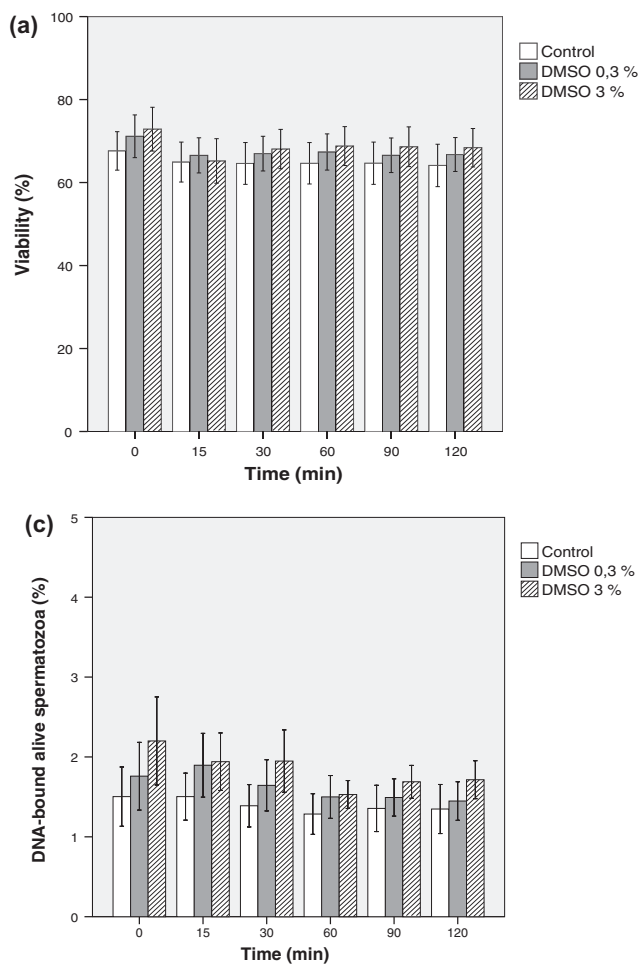 (a)
100
80
60
40
20
0
Viability (%)
0 15 30 60 90 120
Time (min)
Control
DMSO 0,3 %
DMSO 3 %
(c)
5
4
3
2
1
0
DNA-bound alive spermatozoa (%)
0 15 30 60 90 120
Time (min)
Control
DMSO 0,3 %
DMSO 3 %